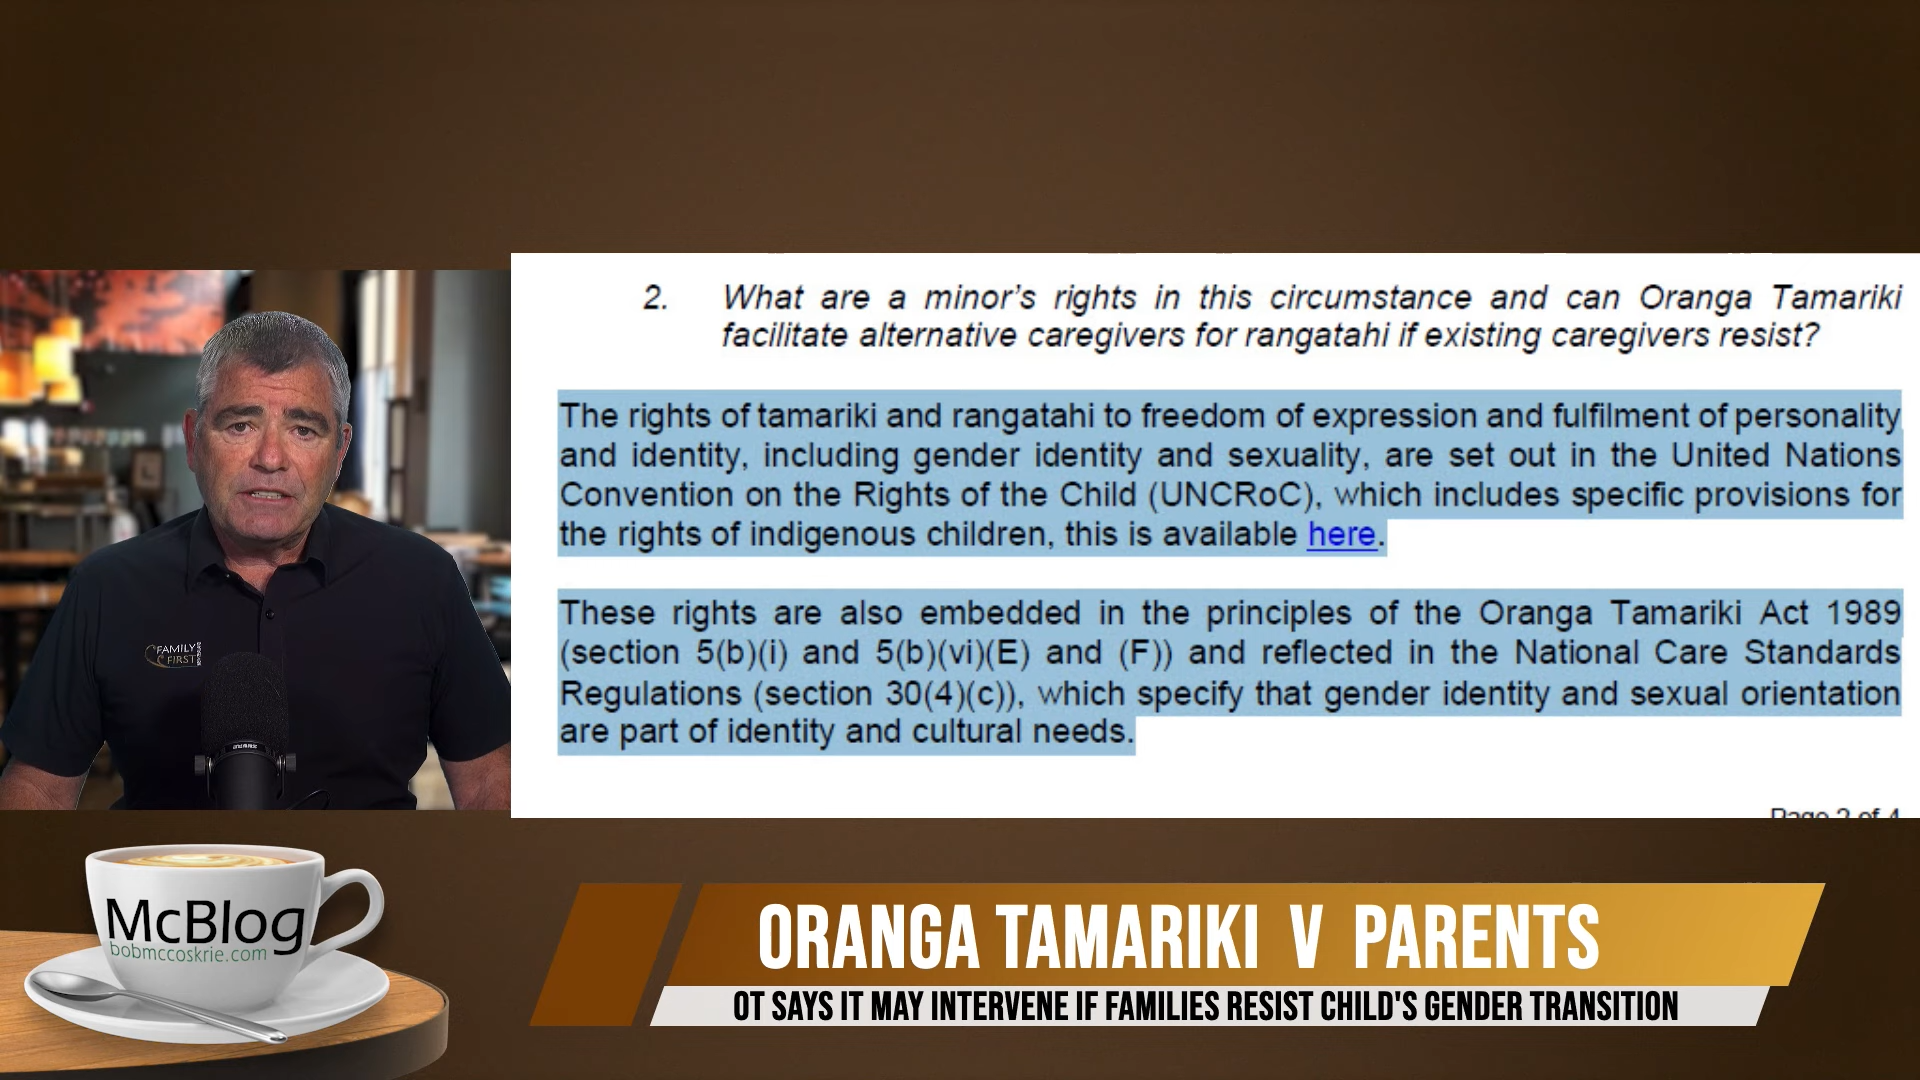 2. What are a minor's rights in this circumstance and can Oranga Tamariki
facilitate alternative caregivers for rangatahi if existing caregivers resist?
The rights of tamariki and rangatahi to freedom of expression and fulfilment of personality
and identity, including gender identity and sexuality, are set out in the United Nations
Convention on the Rights of the Child (UNCRoC), which includes specific provisions for
the rights of indigenous children, this is available here.
These rights are also embedded in the principles of the Oranga Tamariki Act 1989
(section 5(b)(i) and 5(b)(vi)(E) and (F)) and reflected in the National Care Standards
Regulations (section 30(4)(c)), which specify that gender identity and sexual orientation
are part of identity and cultural needs.
Page 2 of 4
FAMILY
FIRST
McBlog
bobmccoskrie.com
ORANGA TAMARIKI V PARENTS
OT SAYS IT MAY INTERVENE IF FAMILIES RESIST CHILD'S GENDER TRANSITION